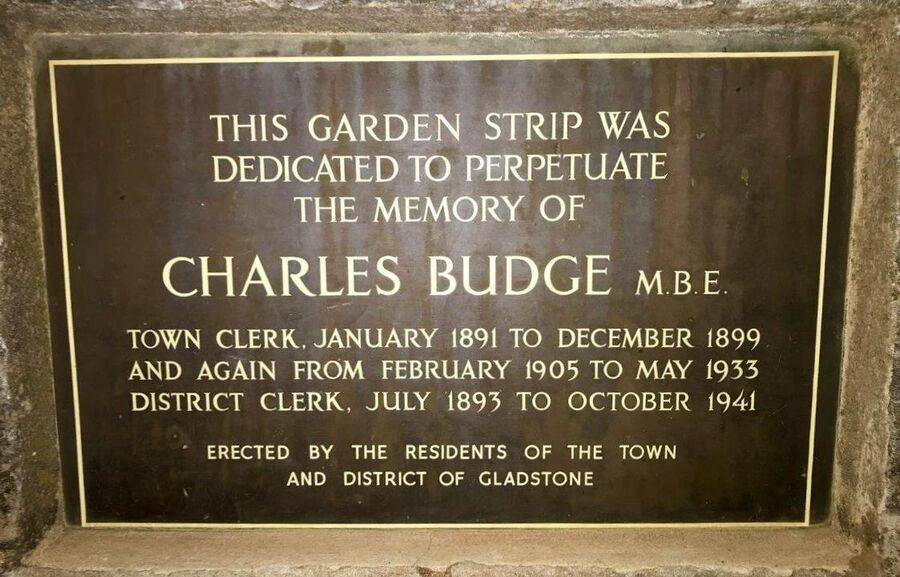 THIS GARDEN STRIP WAS
DEDICATED TO PERPETUATE
THE MEMORY OF
CHARLES BUDGE M.B.E.
TOWN CLERK, JANUARY 1891 TO DECEMBER 1899
AND AGAIN FROM FEBRUARY 1905 TO MAY 1933
DISTRICT CLERK, JULY 1893 TO OCTOBER 1941
ERECTED BY THE RESIDENTS OF THE TOWN
AND DISTRICT OF GLADSTONE